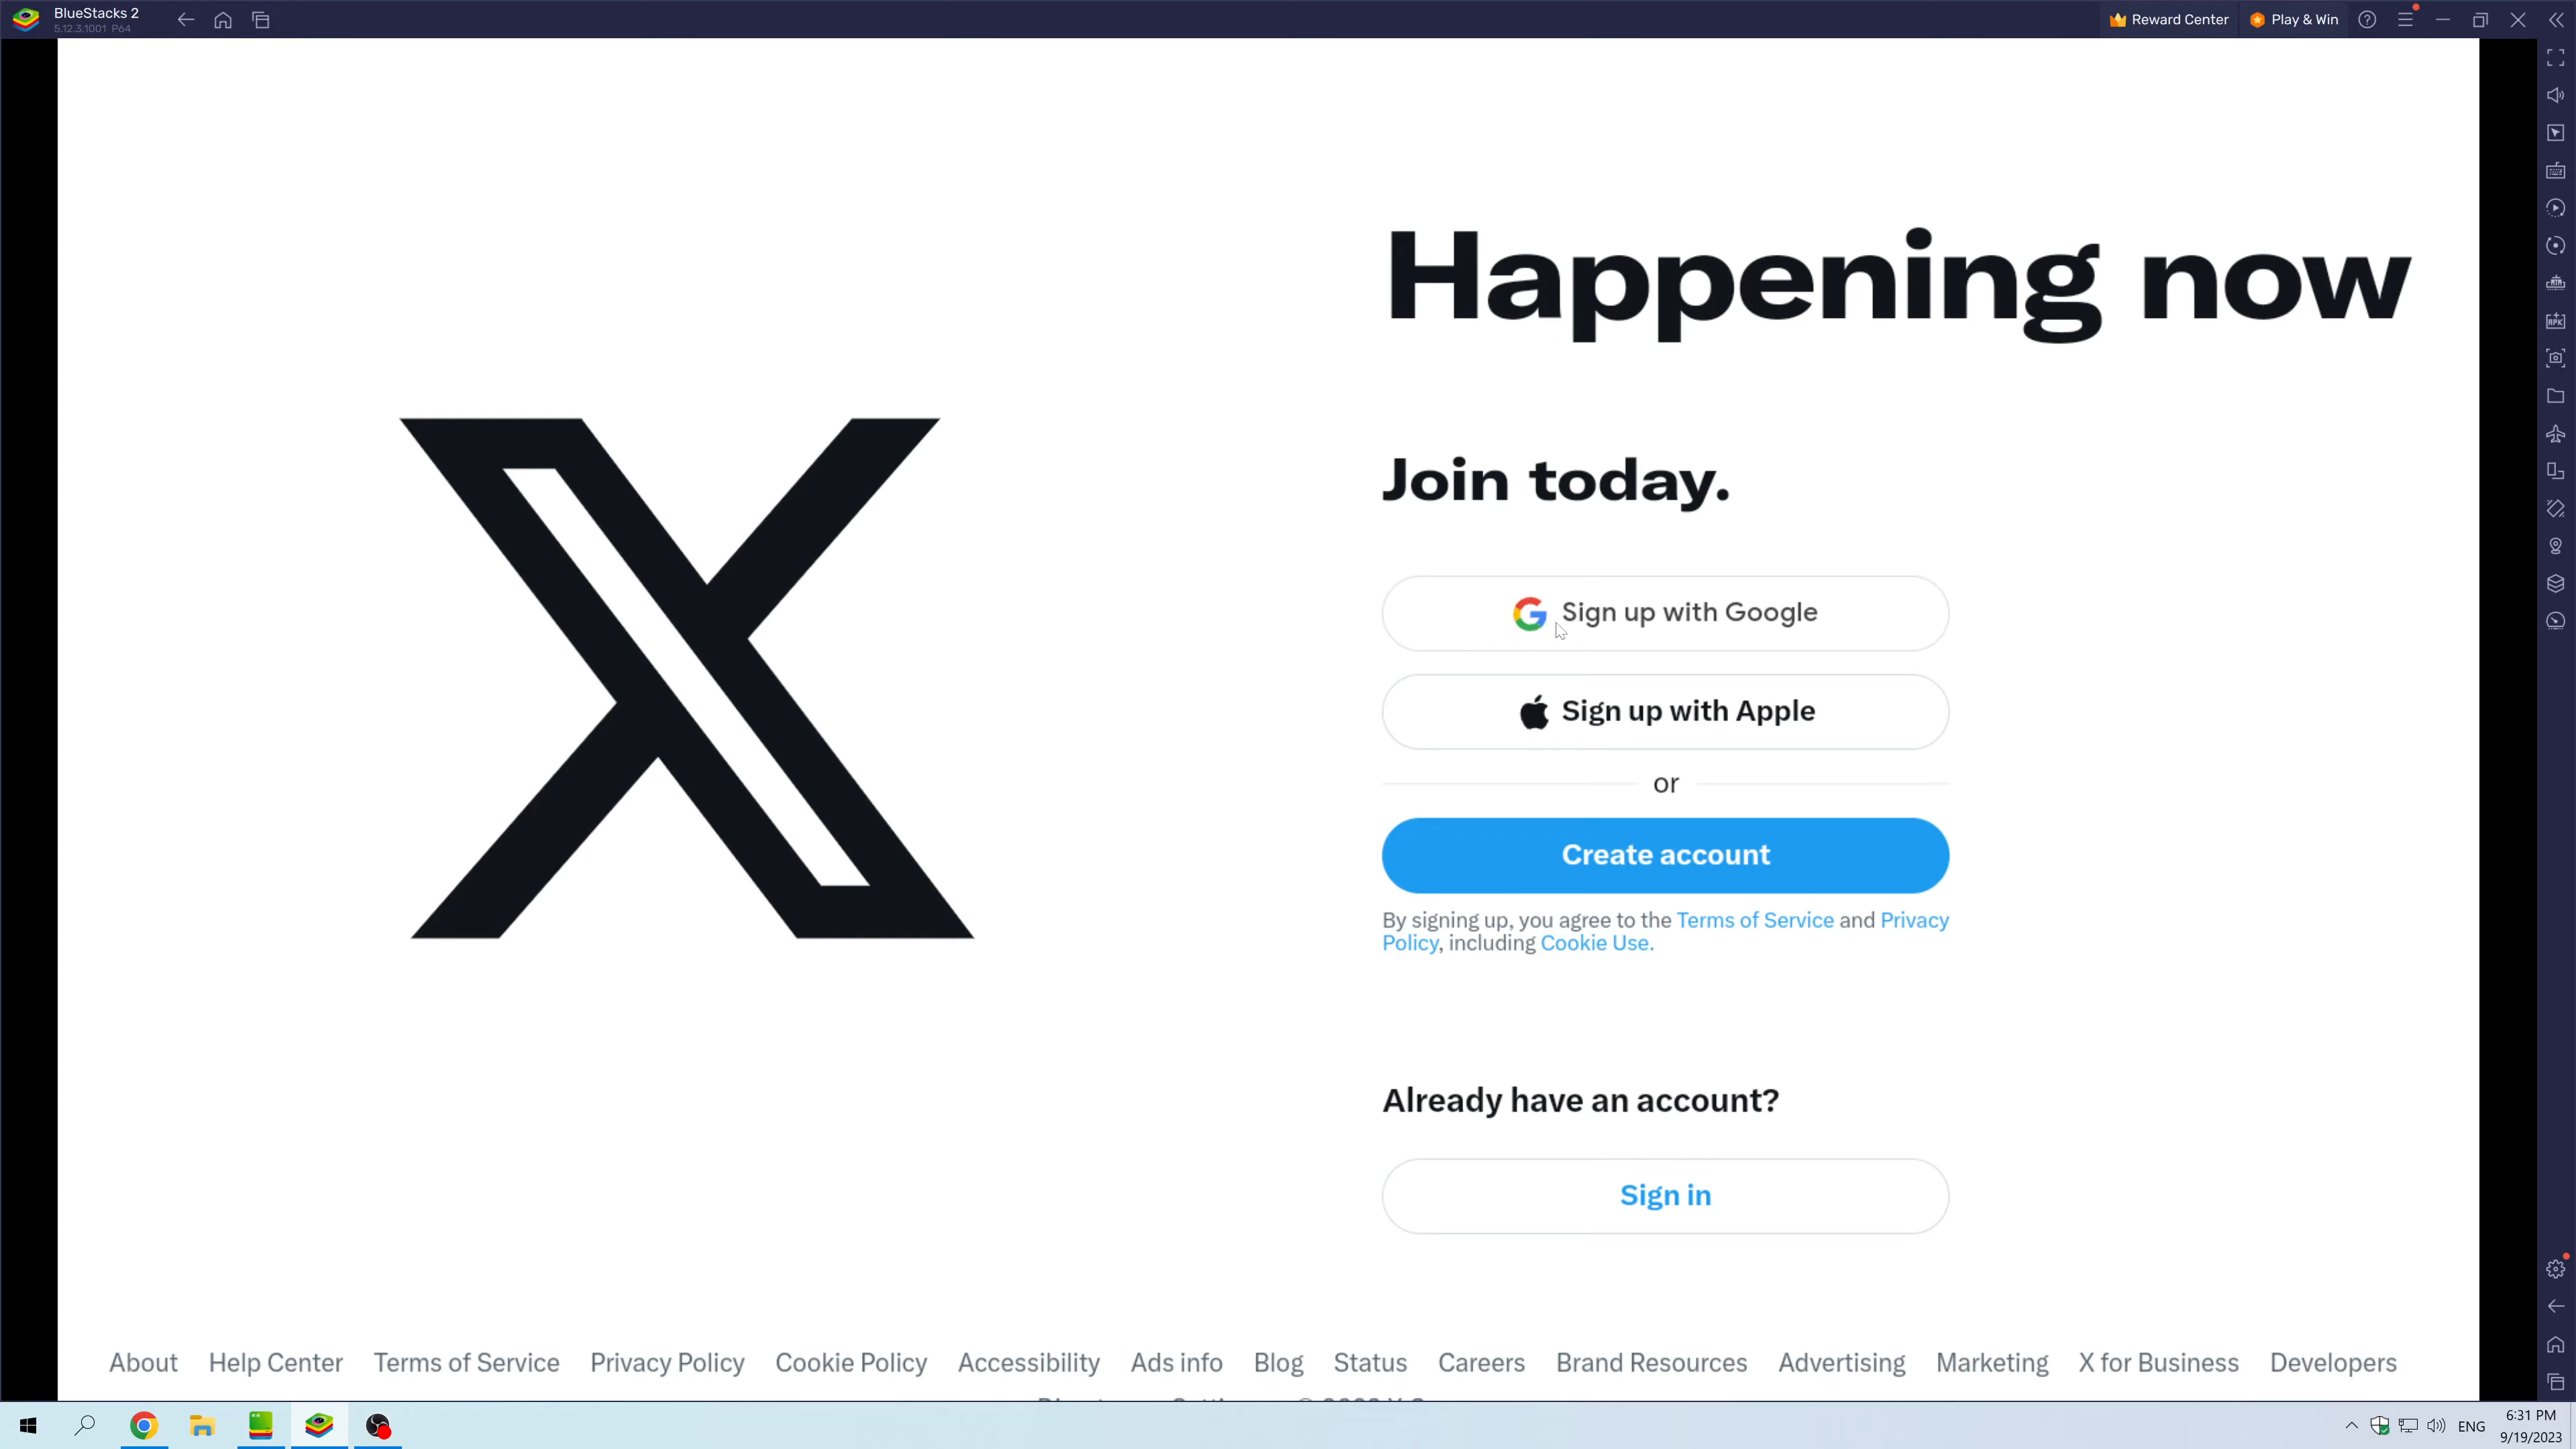 BlueStacks 2
5.12.3.1001 P64
Reward Center
Play & Win
Happening now
Join today.
Sign up with Google
Sign up with Apple
or
Create account
By signing up, you agree to the Terms of Service and Privacy
Policy, including Cookie Use.
Already have an account?
Sign in
About Help Center Terms of Service Privacy Policy Cookie Policy Accessibility Ads info Blog Status Careers Brand Resources Advertising Marketing X for Business Developers
ENG
6:31 PM
9/19/2023